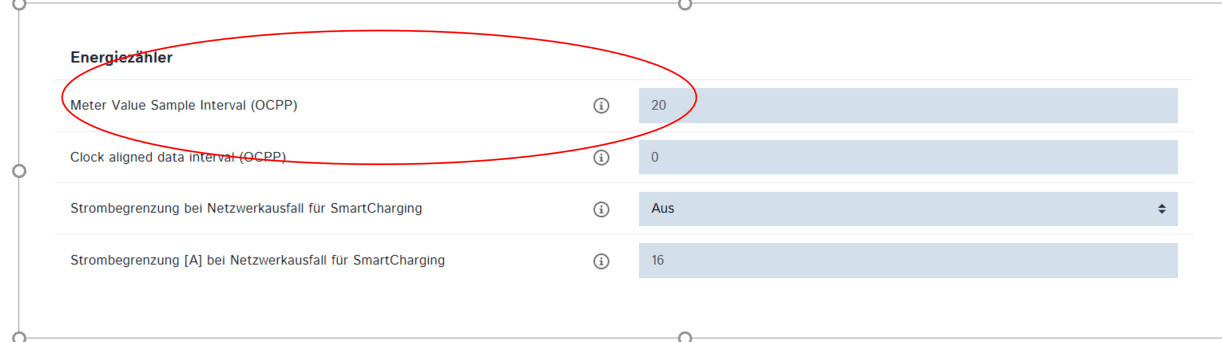 Energiezähler
Meter Value Sample Interval (OCPP) 20
Clock aligned data interval (OCPP) 0
Strombegrenzung bei Netzwerkausfall für SmartCharging Aus
Strombegrenzung [A] bei Netzwerkausfall für SmartCharging 16